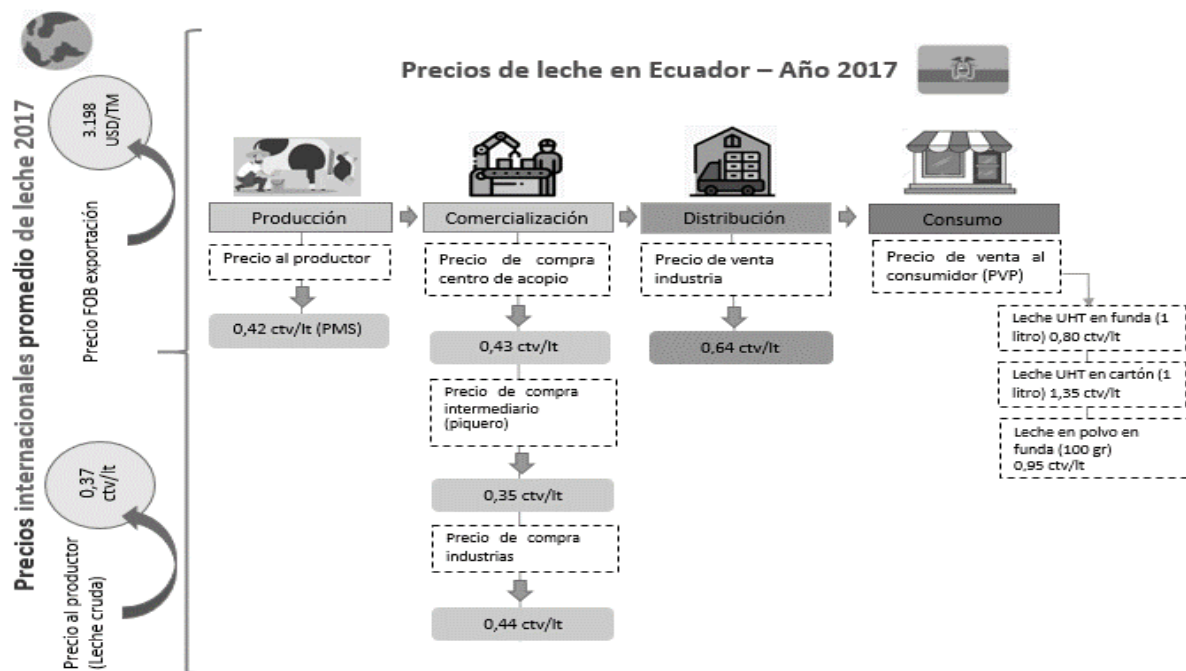 Precios internacionales promedio de leche 2017
3.198
USD/TM
Precio FOB exportación
0,37
ctv/lt
Precio al productor
(Leche cruda)
Precios de leche en Ecuador – Año 2017
Producción
Precio al productor
0,42 ctv/lt (PMS)
Comercialización
Precio de compra
centro de acopio
0,43 ctv/lt
Precio de compra
intermediario
(piquero)
0,35 ctv/lt
Precio de compra
industrias
0,44 ctv/lt
Distribución
Precio de venta
industria
0,64 ctv/lt
Consumo
Precio de venta al
consumidor (PVP)
Leche UHT en funda (1
litro) 0,80 ctv/lt
Leche UHT en cartón (1
litro) 1,35 ctv/lt
Leche en polvo en
funda (100 gr)
0,95 ctv/lt